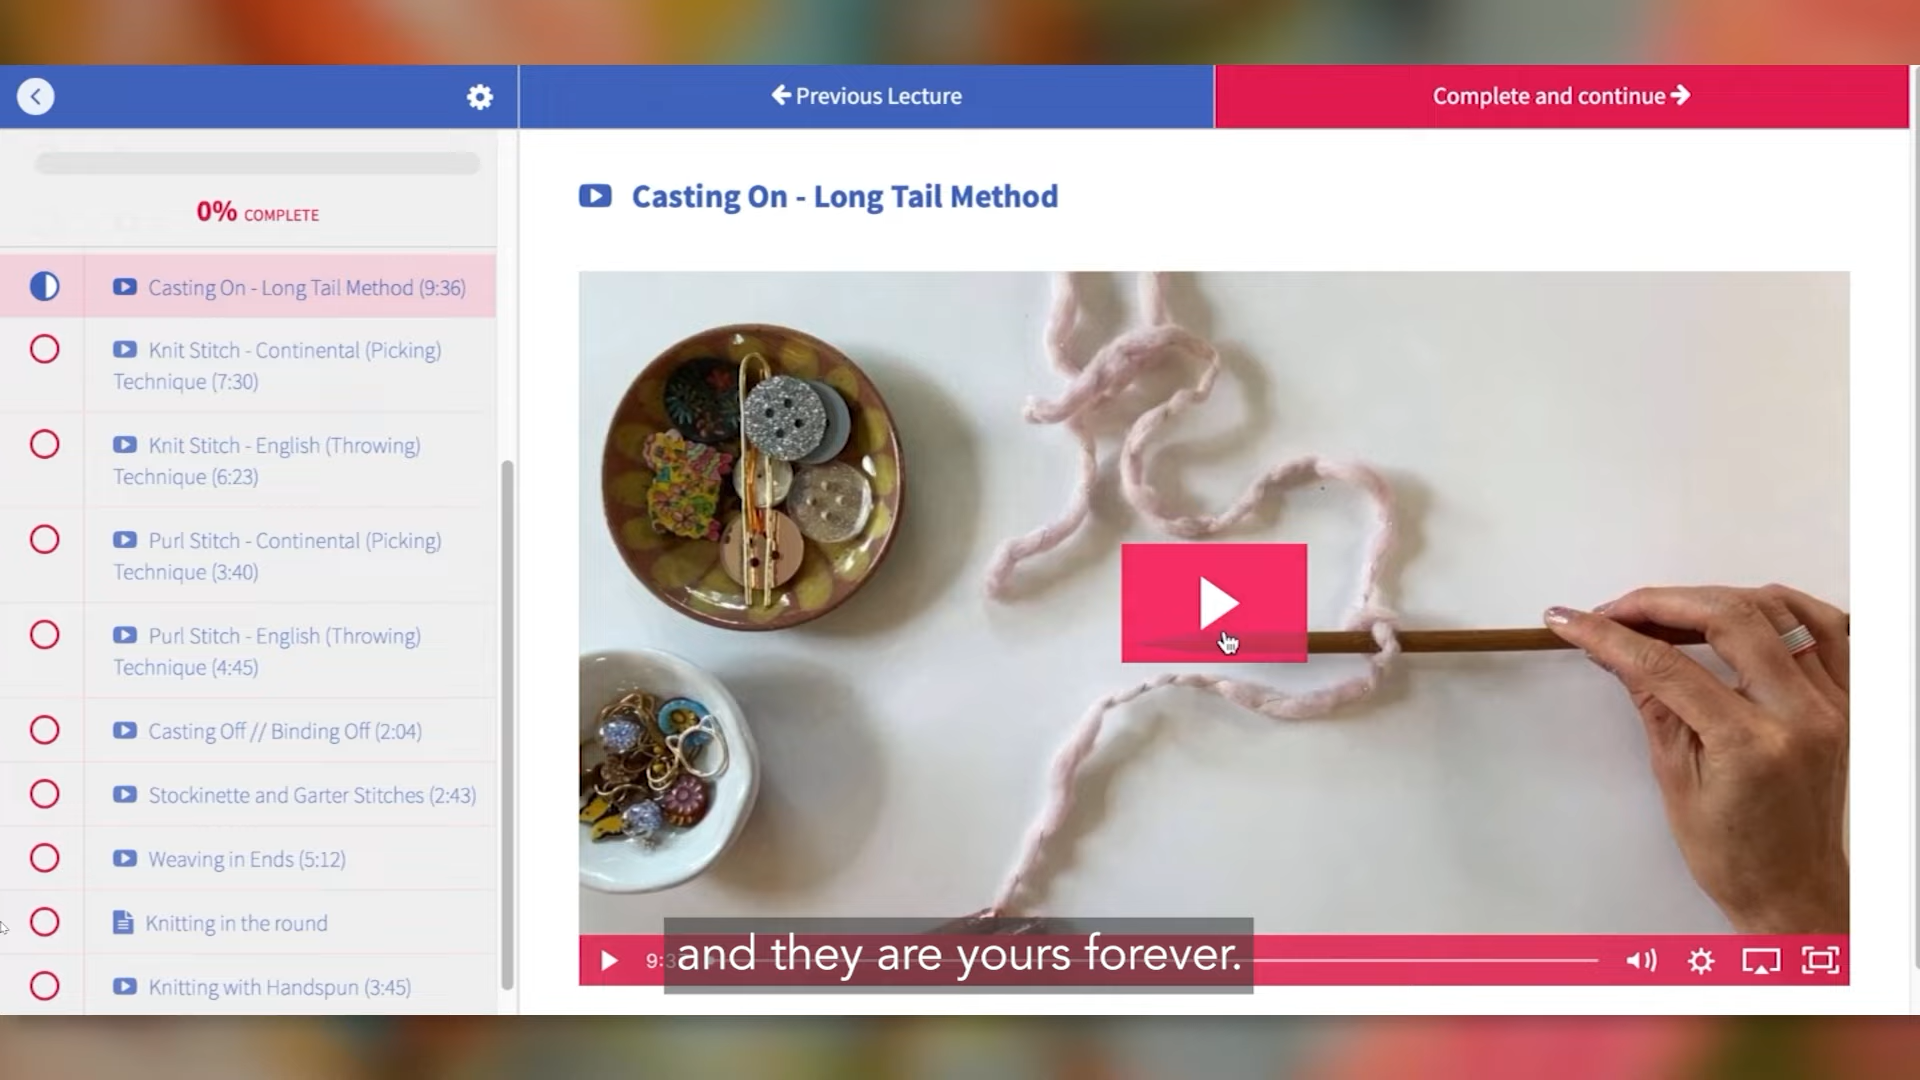 Previous Lecture
Complete and continue
0% COMPLETE
Casting On - Long Tail Method (9:36)
Knit Stitch - Continental (Picking)
Technique (7:30)
Knit Stitch - English (Throwing)
Technique (6:23)
Purl Stitch - Continental (Picking)
Technique (3:40)
Purl Stitch - English (Throwing)
Technique (4:45)
Casting Off // Binding Off (2:04)
Stockinette and Garter Stitches (2:43)
Weaving in Ends (5:12)
Knitting in the round
Knitting with Handspun (3:45)
Casting On - Long Tail Method
and they are yours forever.